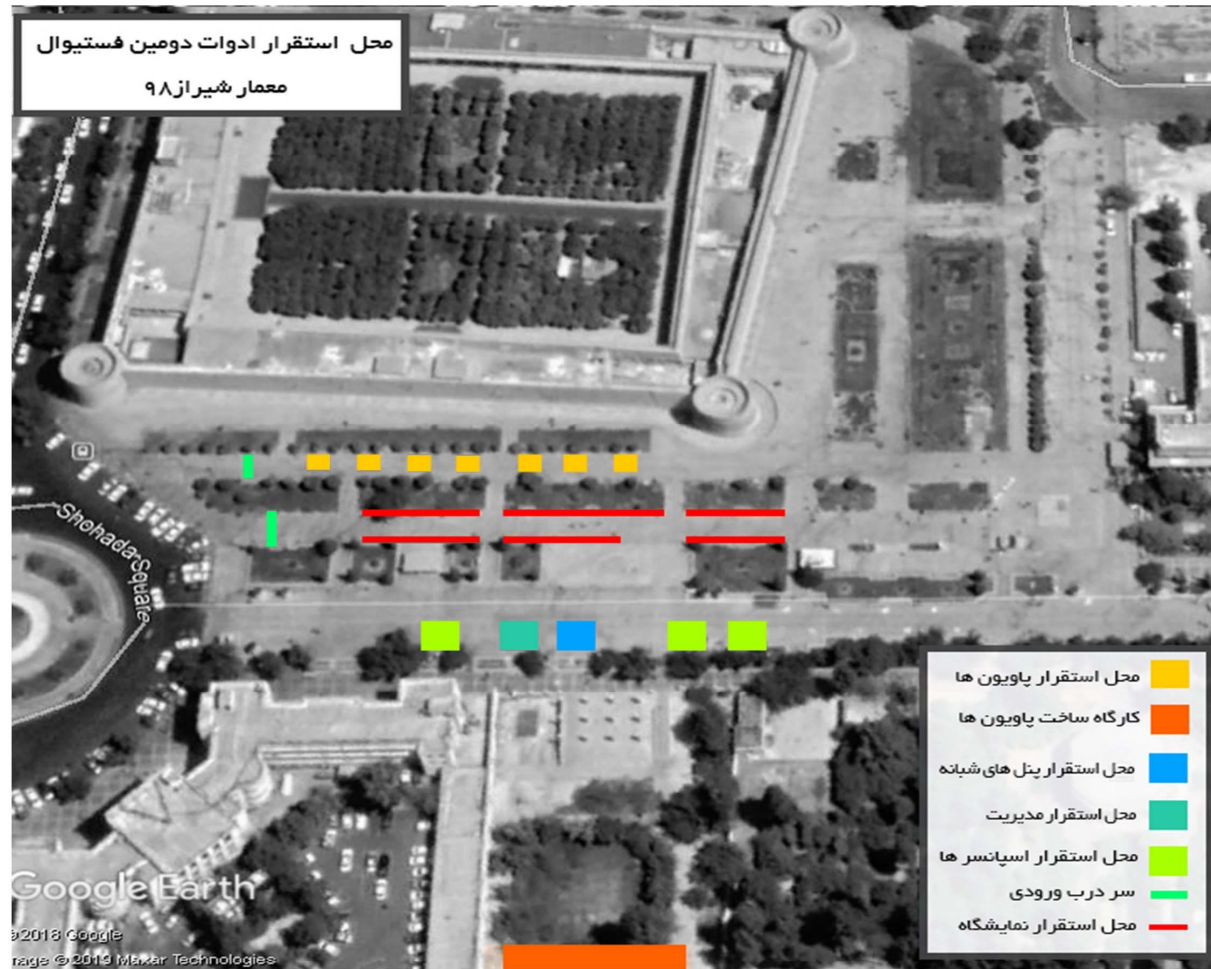 محل استقرار ادوات دومین فستیوال
معمار شیراز۹۸
Shohada Square
محل استقرار پاویون ها
کارگاه ساخت پاویون ها
محل استقرار پنل های شبانه
محل استقرار مدیریت
محل استقرار اسپانسر ها
سر درب ورودی
محل استقرار نمایشگاه
Google Earth
2018 Google
mage © 2019 Maxar Technologies